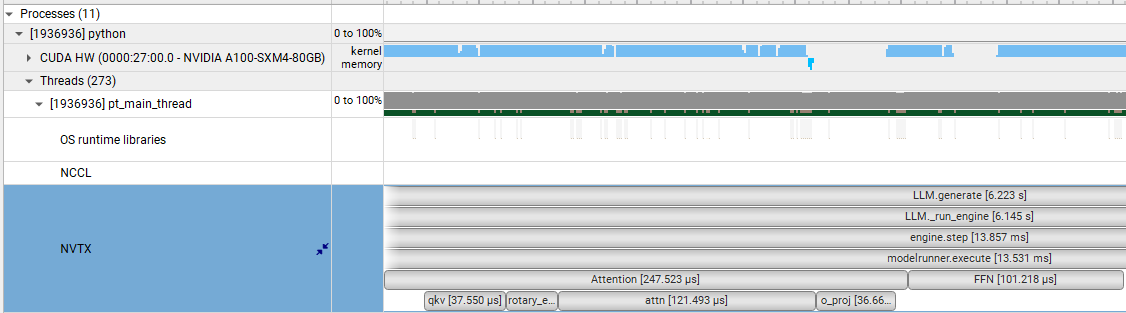 Processes (11)
[1936936] python
0 to 100%
CUDA HW (0000:27:00.0 - NVIDIA A100-SXM4-80GB)
kernel
memory
Threads (273)
[1936936] pt_main_thread
0 to 100%
OS runtime libraries
NCCL
NVTX
LLM.generate [6.223 s]
LLM._run_engine [6.145 s]
engine.step [13.857 ms]
modelrunner.execute [13.531 ms]
Attention [247.523 µs]
FFN [101.218 µs]
qkv [37.550 µs]
rotary_e...
attn [121.493 µs]
o_proj [36.66...